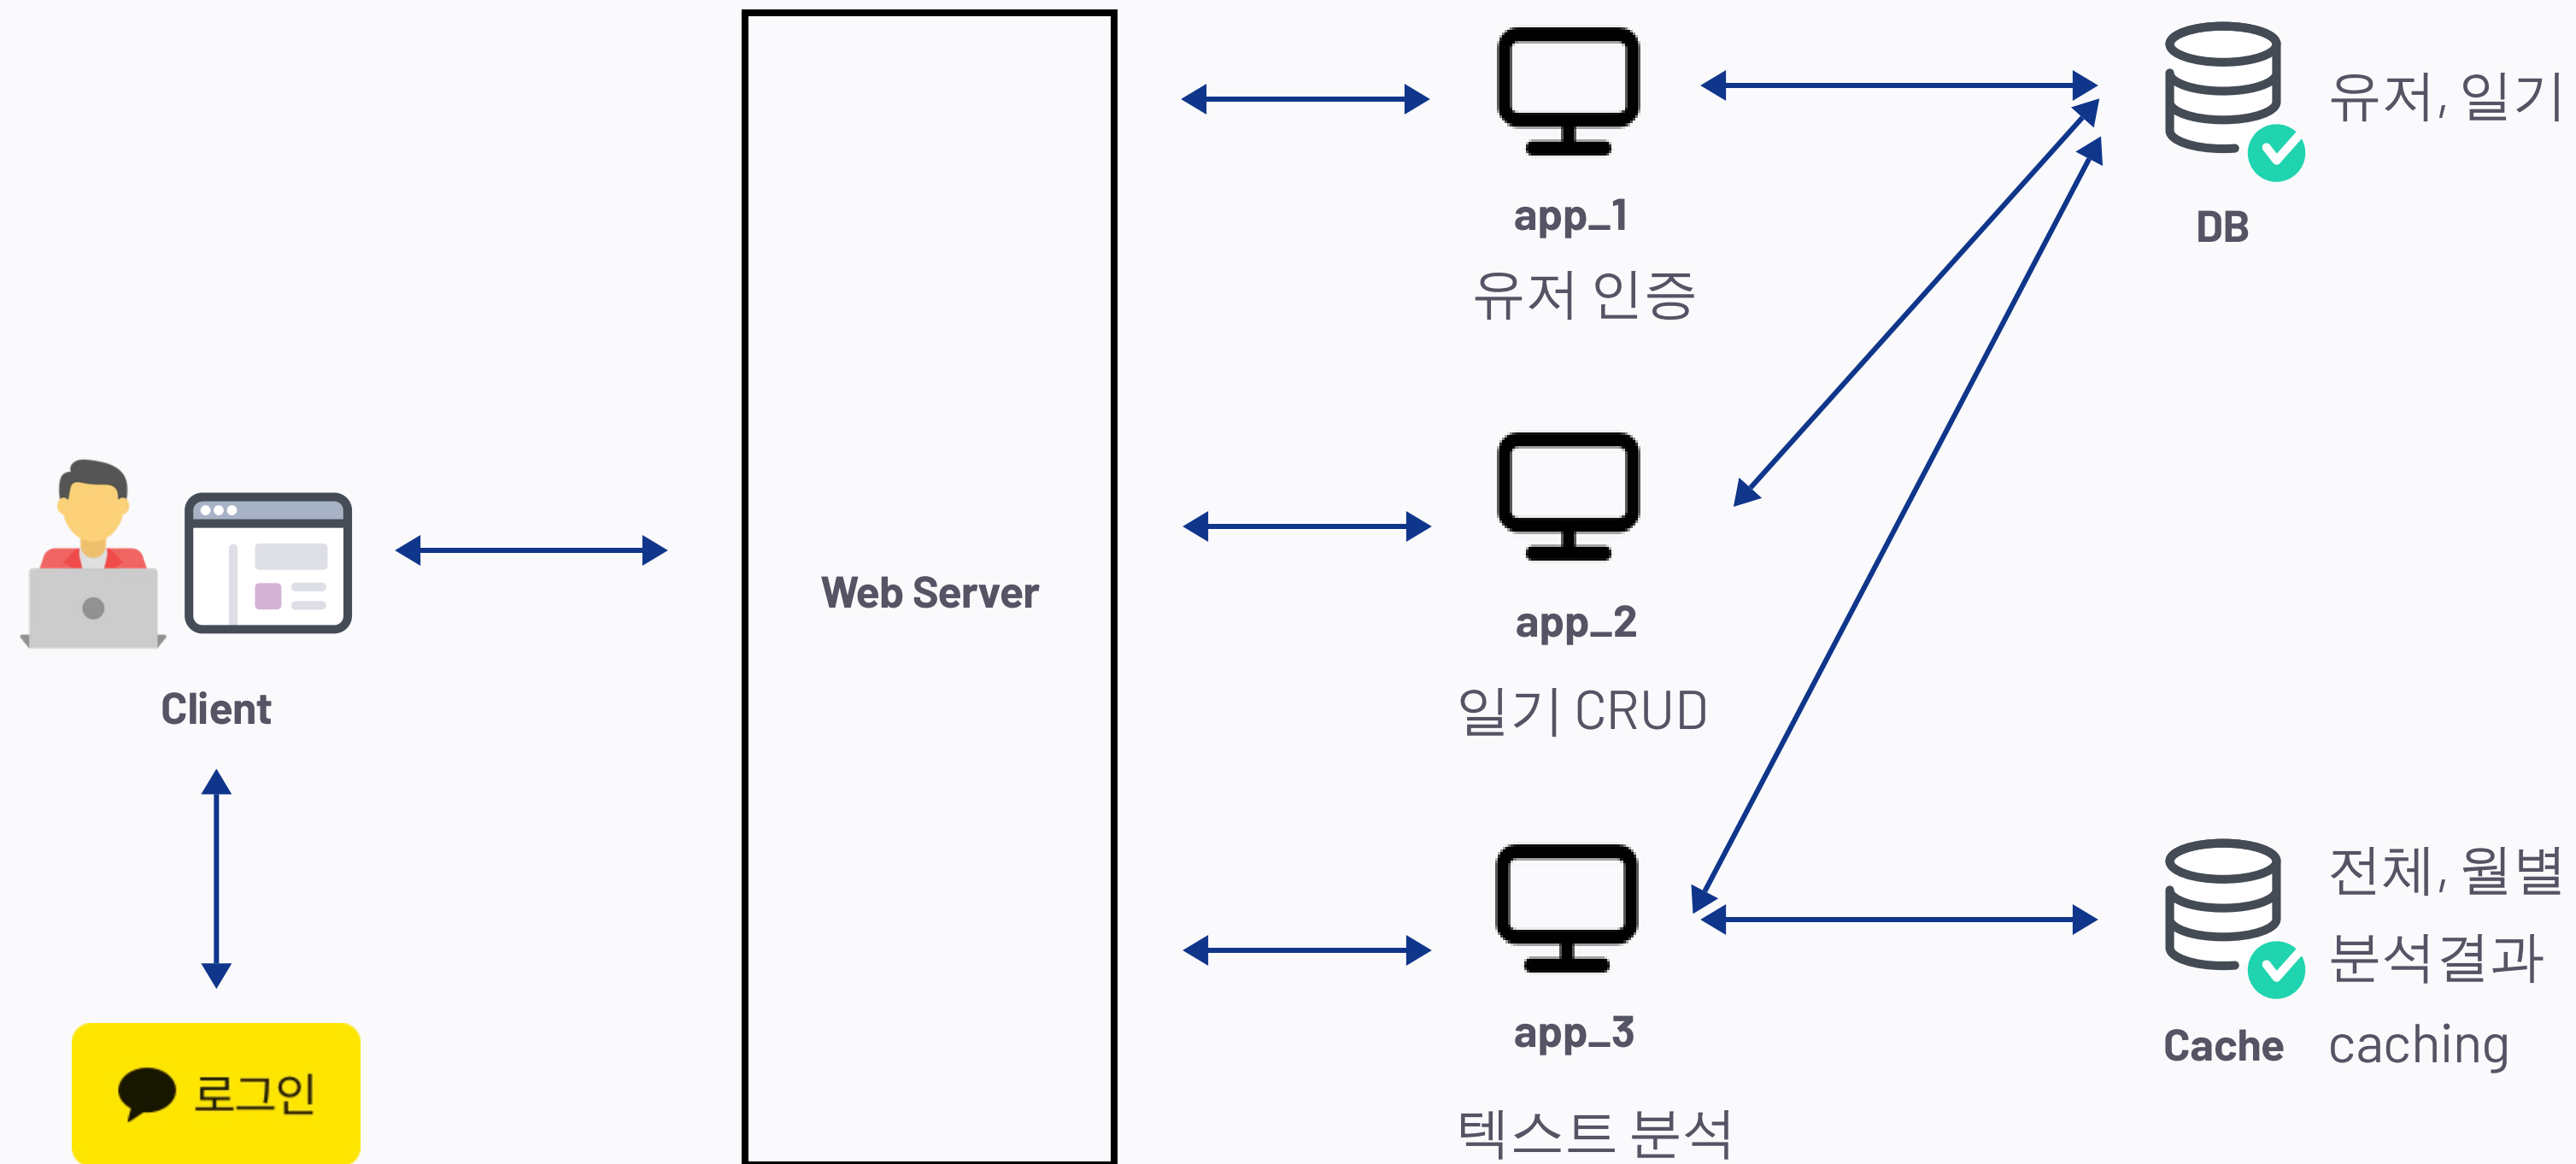 app_1
유저 인증
유저, 일기
DB
Web Server
Client
로그인
app_2
일기 CRUD
app_3
텍스트 분석
전체, 월별
분석결과
caching
Cache